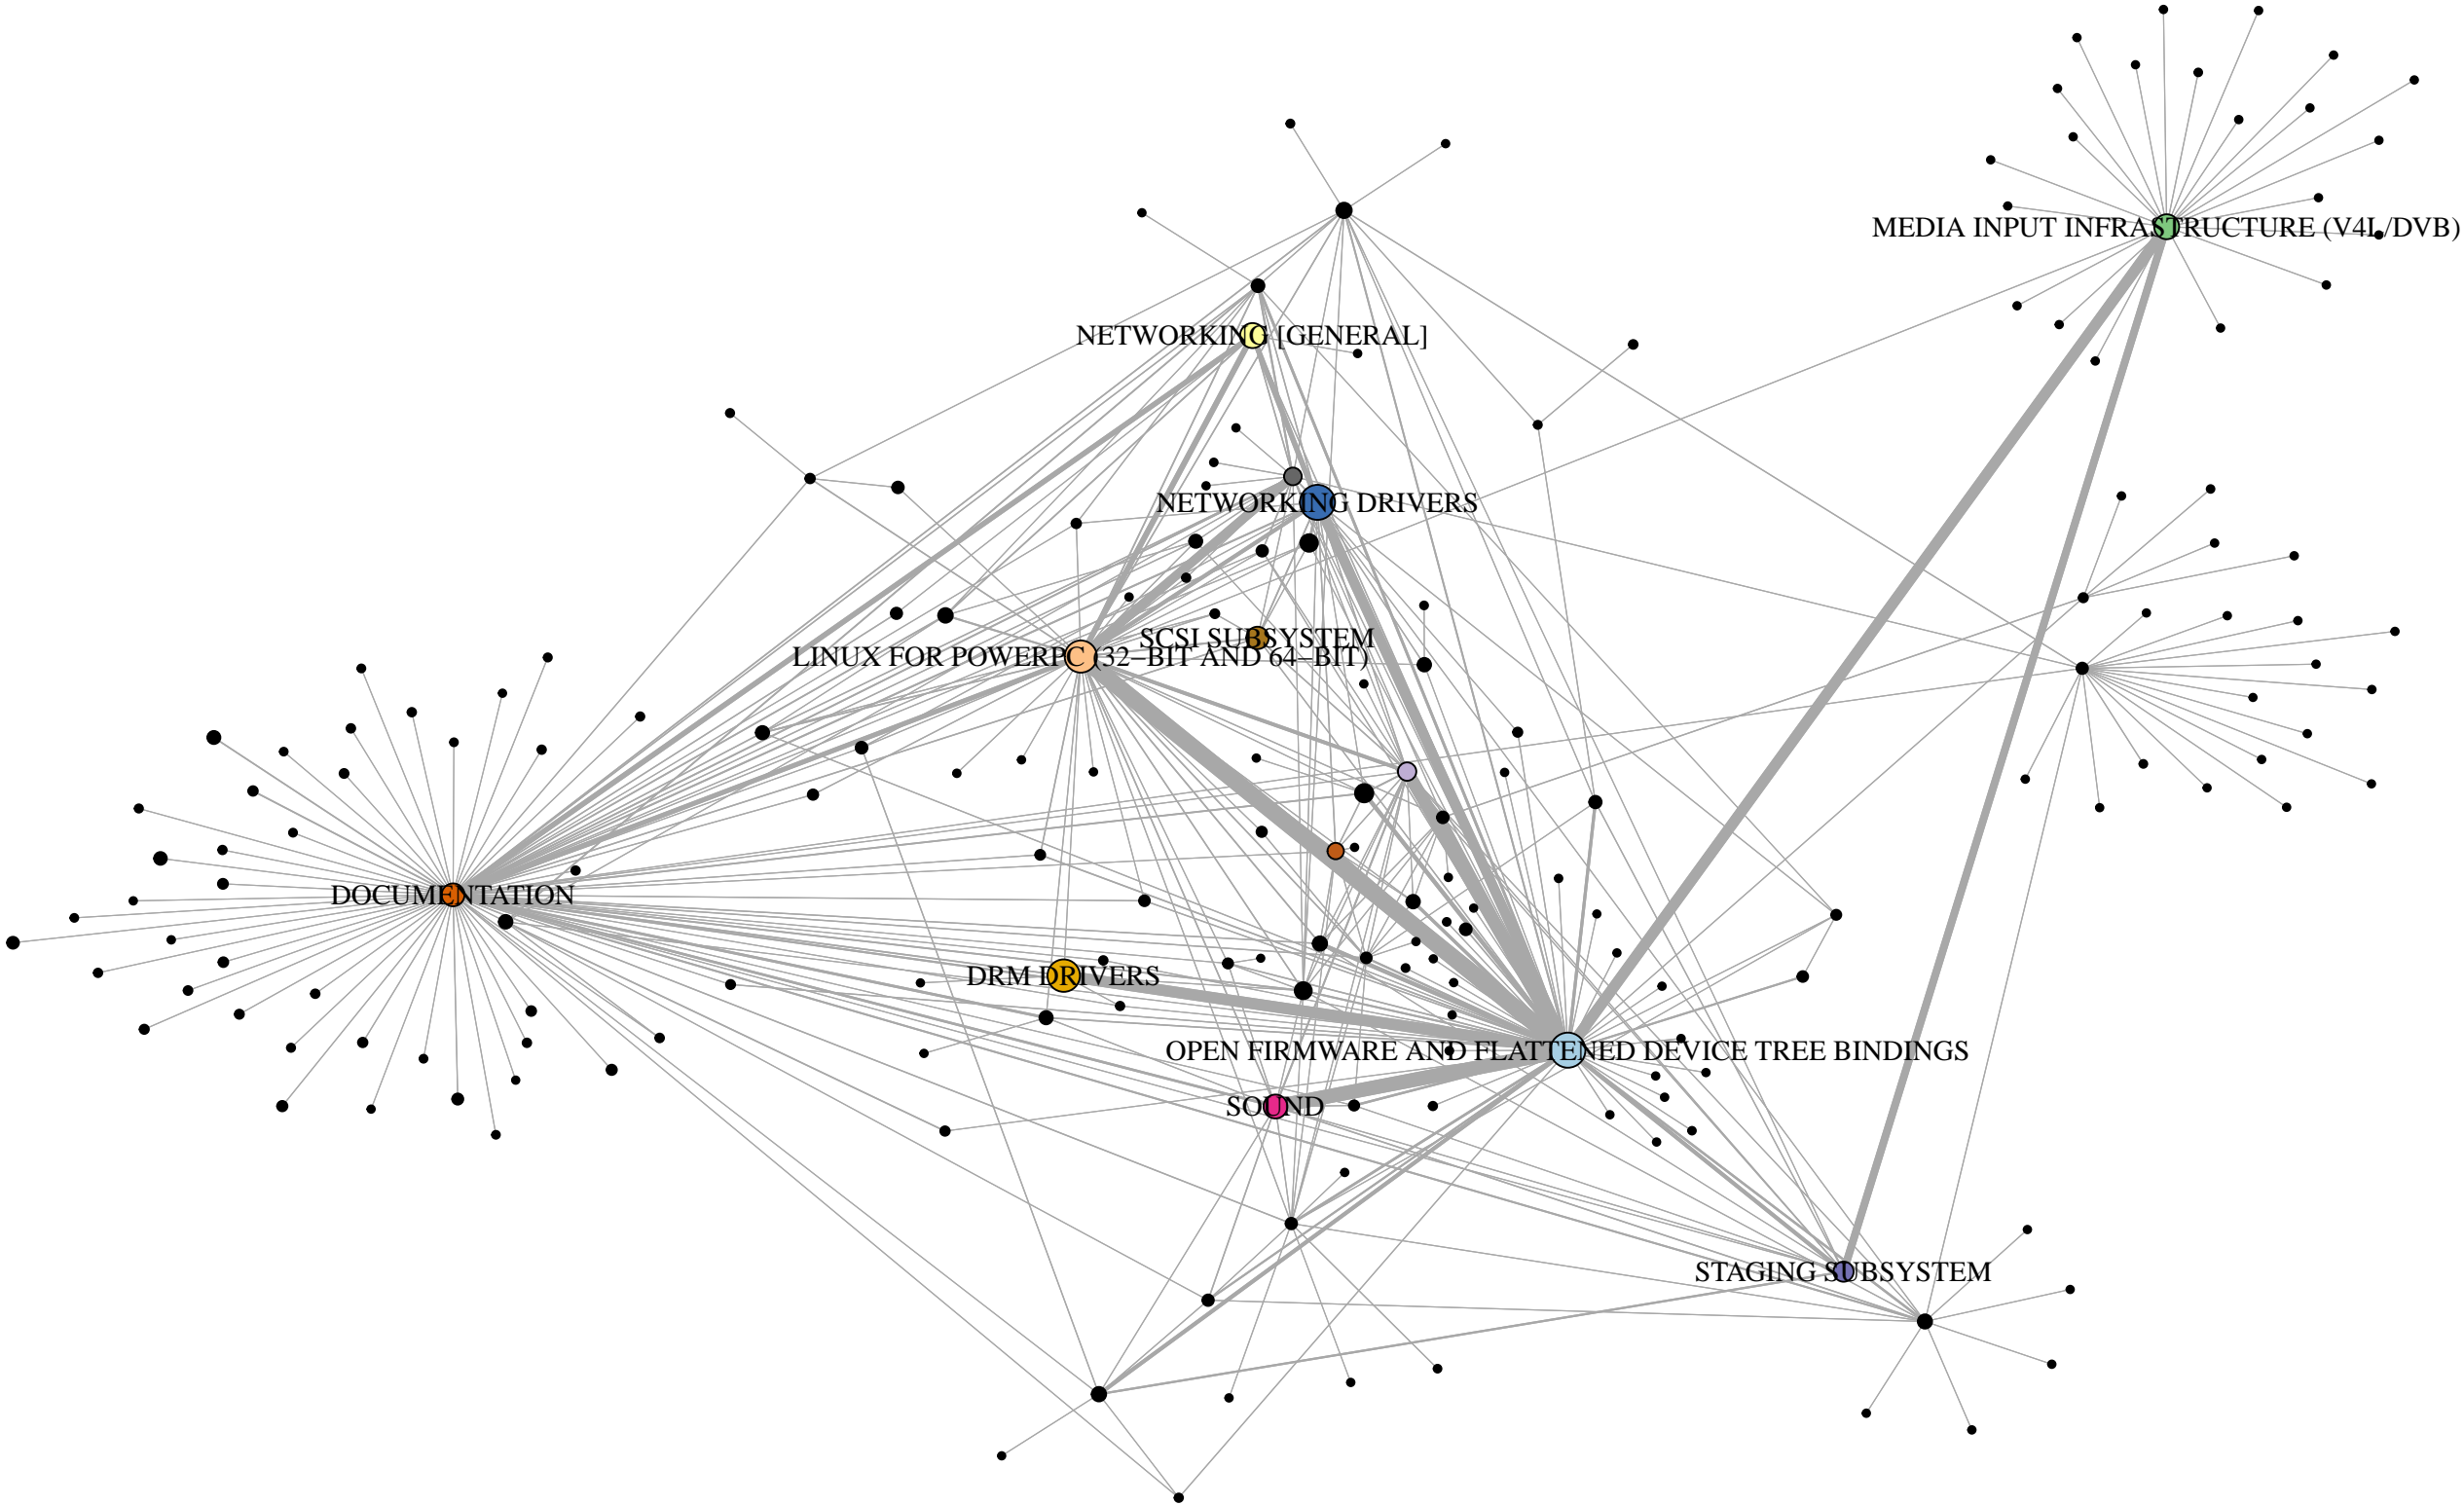 MEDIA INPUT INFRASTRUCTURE (V4L/DVB)
NETWORKING [GENERAL]
NETWORKING DRIVERS
SCSI SUBSYSTEM
LINUX FOR POWERPC (32−BIT AND 64−BIT)
DOCUMENTATION
DRM DRIVERS
OPEN FIRMWARE AND FLATTENED DEVICE TREE BINDINGS
SOUND
STAGING SUBSYSTEM